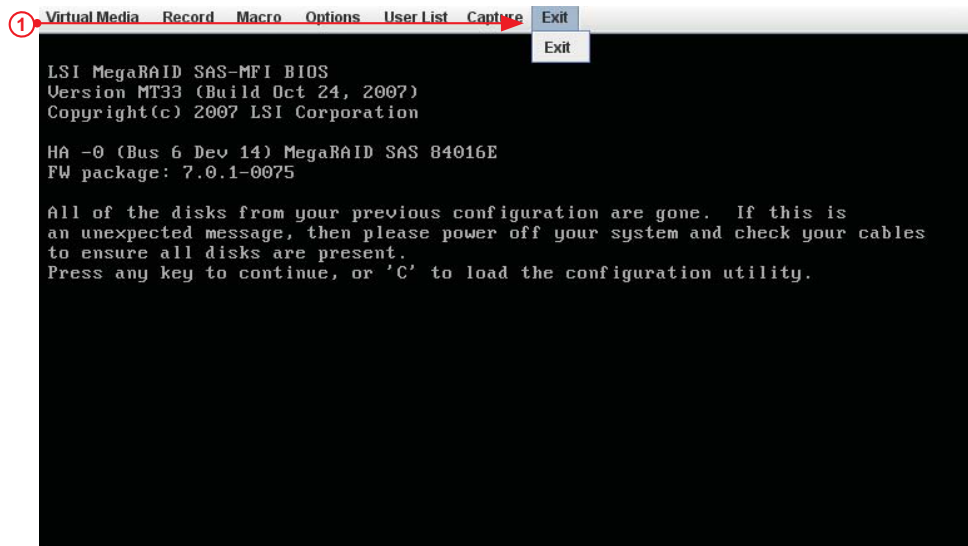 1
Virtual Media Record Macro Options User List Capture Exit
Exit
LSI MegaRAID SAS-MFI BIOS
Version MT33 (Build Oct 24, 2007)
Copyright(c) 2007 LSI Corporation
HA -0 (Bus 6 Dev 14) MegaRAID SAS 84016E
FW package: 7.0.1-0075
All of the disks from your previous configuration are gone. If this is
an unexpected message, then please power off your system and check your cables
to ensure all disks are present.
Press any key to continue, or 'C' to load the configuration utility.